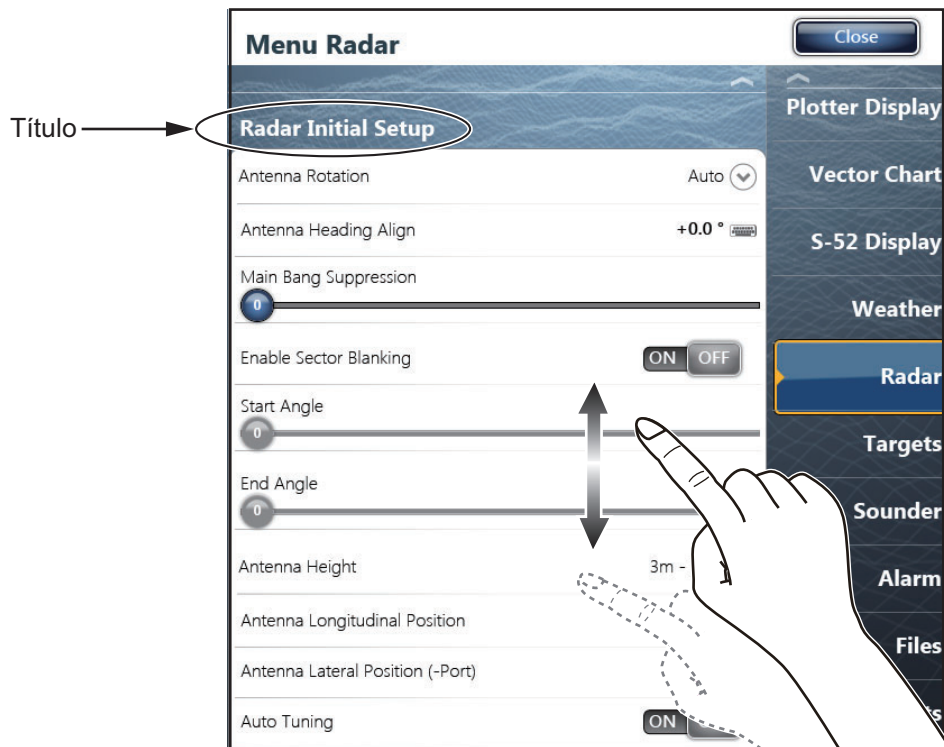 Menu Radar
Close
Título
Radar Initial Setup
Antenna Rotation Auto
Antenna Heading Align +0.0 °
Main Bang Suppression
0
Enable Sector Blanking ON OFF
Start Angle
0
End Angle
0
Antenna Height 3m -
Antenna Longitudinal Position
Antenna Lateral Position (-Port)
Auto Tuning ON
Plotter Display
Vector Chart
S-52 Display
Weather
Radar
Targets
Sounder
Alarm
Files